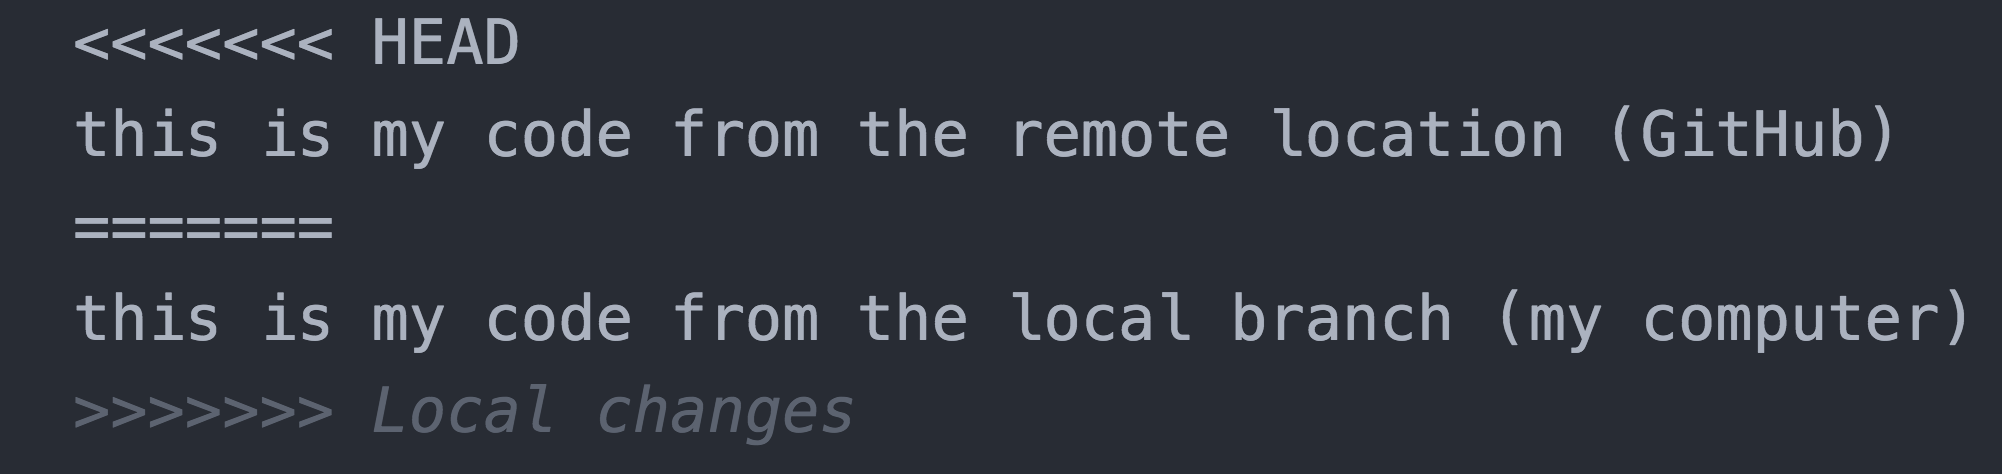 <<<<<<< HEAD
this is my code from the remote location (GitHub)
=======
this is my code from the local branch (my computer)
>>>>>>> Local changes